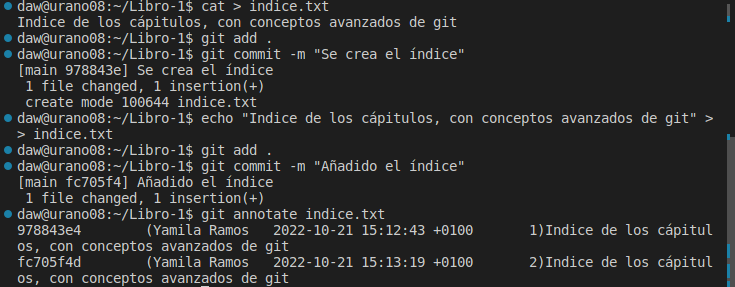 daw@urano08:~/Libro-1$ cat > indice.txt
Indice de los cápitulos, con conceptos avanzados de git
daw@urano08:~/Libro-1$ git add .
daw@urano08:~/Libro-1$ git commit -m "Se crea el índice"
[main 978843e] Se crea el índice
 1 file changed, 1 insertion(+)
 create mode 100644 indice.txt
daw@urano08:~/Libro-1$ echo "Indice de los cápitulos, con conceptos avanzados de git" >
> indice.txt
daw@urano08:~/Libro-1$ git add .
daw@urano08:~/Libro-1$ git commit -m "Añadido el índice"
[main fc705f4] Añadido el índice
 1 file changed, 1 insertion(+)
daw@urano08:~/Libro-1$ git annotate indice.txt
978843e4        (Yamila Ramos   2022-10-21 15:12:43 +0100       1)Indice de los cápitul
os, con conceptos avanzados de git
fc705f4d        (Yamila Ramos   2022-10-21 15:13:19 +0100       2)Indice de los cápitul
os, con conceptos avanzados de git